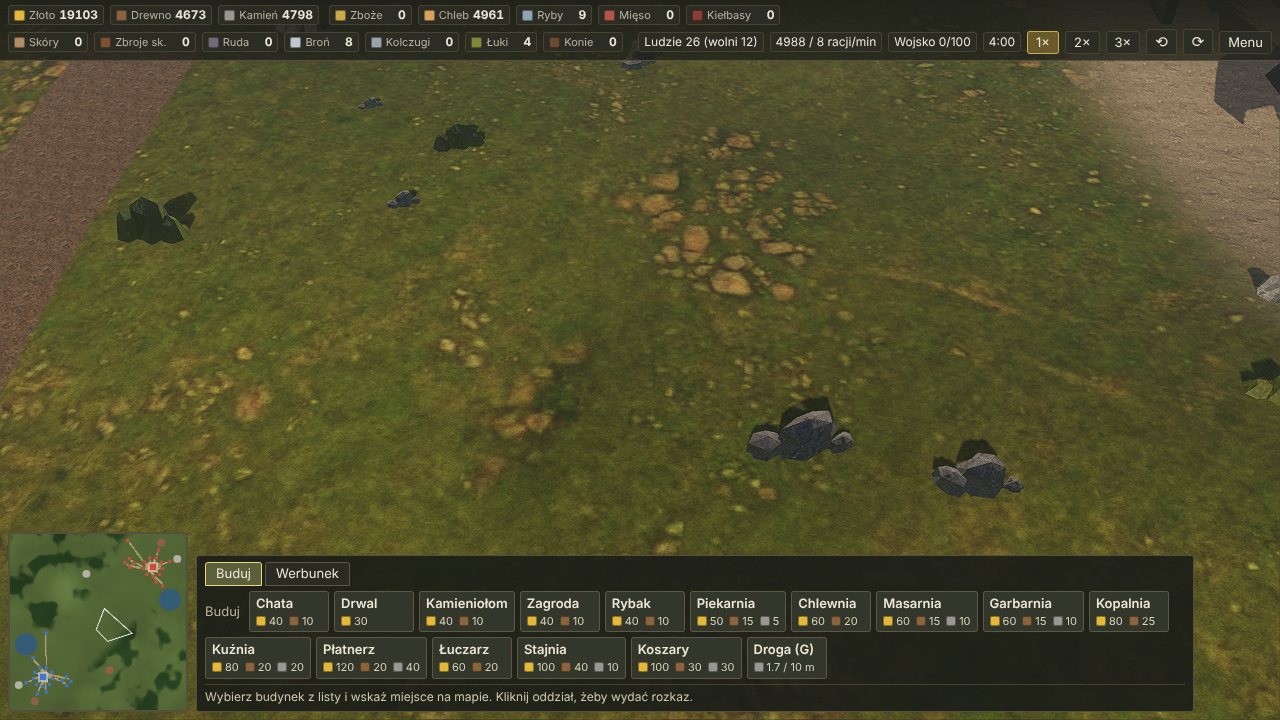 Złoto 19103 Drewno 4673 Kamień 4798 Zboże 0 Chleb 4961 Ryby 9 Mięso 0 Kiełbasy 0
Skóry 0 Zbroje sk. 0 Ruda 0 Broń 8 Kolczugi 0 Łuki 4 Konie 0 Ludzie 26 (wolni 12) 4988 / 8 racji/min Wojsko 0/100 4:00 1× 2× 3× ⟲ ⟳ Menu
Buduj Werbunek
Buduj
Chata Drwal Kamieniołom Zagroda Rybak Piekarnia Chlewnia Masarnia Garbarnia Kopalnia
40 10 30 40 10 40 10 40 10 50 15 5 60 20 60 15 10 60 15 10 80 25
Kuźnia Płatnerz Łuczarz Stajnia Koszary Droga (G)
80 20 20 120 20 40 60 20 100 40 10 100 30 30 1.7 / 10 m
Wybierz budynek z listy i wskaż miejsce na mapie. Kliknij oddział, żeby wydać rozkaz.